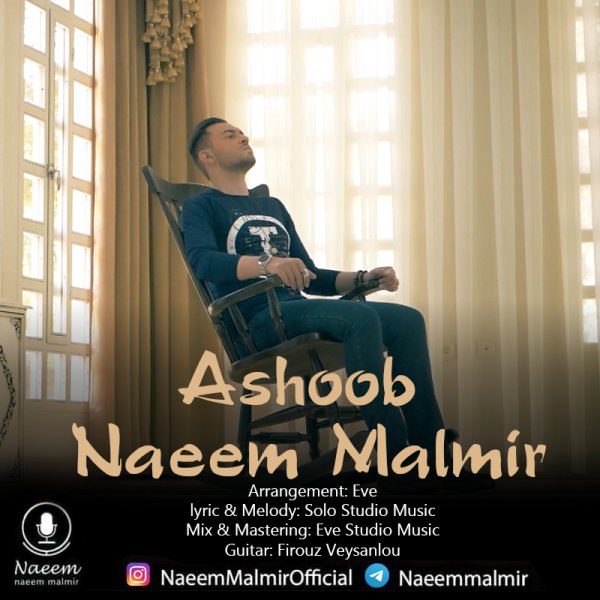 Ashoob
Naeem Malmir
Arrangement: Eve
lyric & Melody: Solo Studio Music
Mix & Mastering: Eve Studio Music
Guitar: Firouz Veysanlou
Naeem
naeem malmir
NaeemMalmirOfficial Naeemmalmir